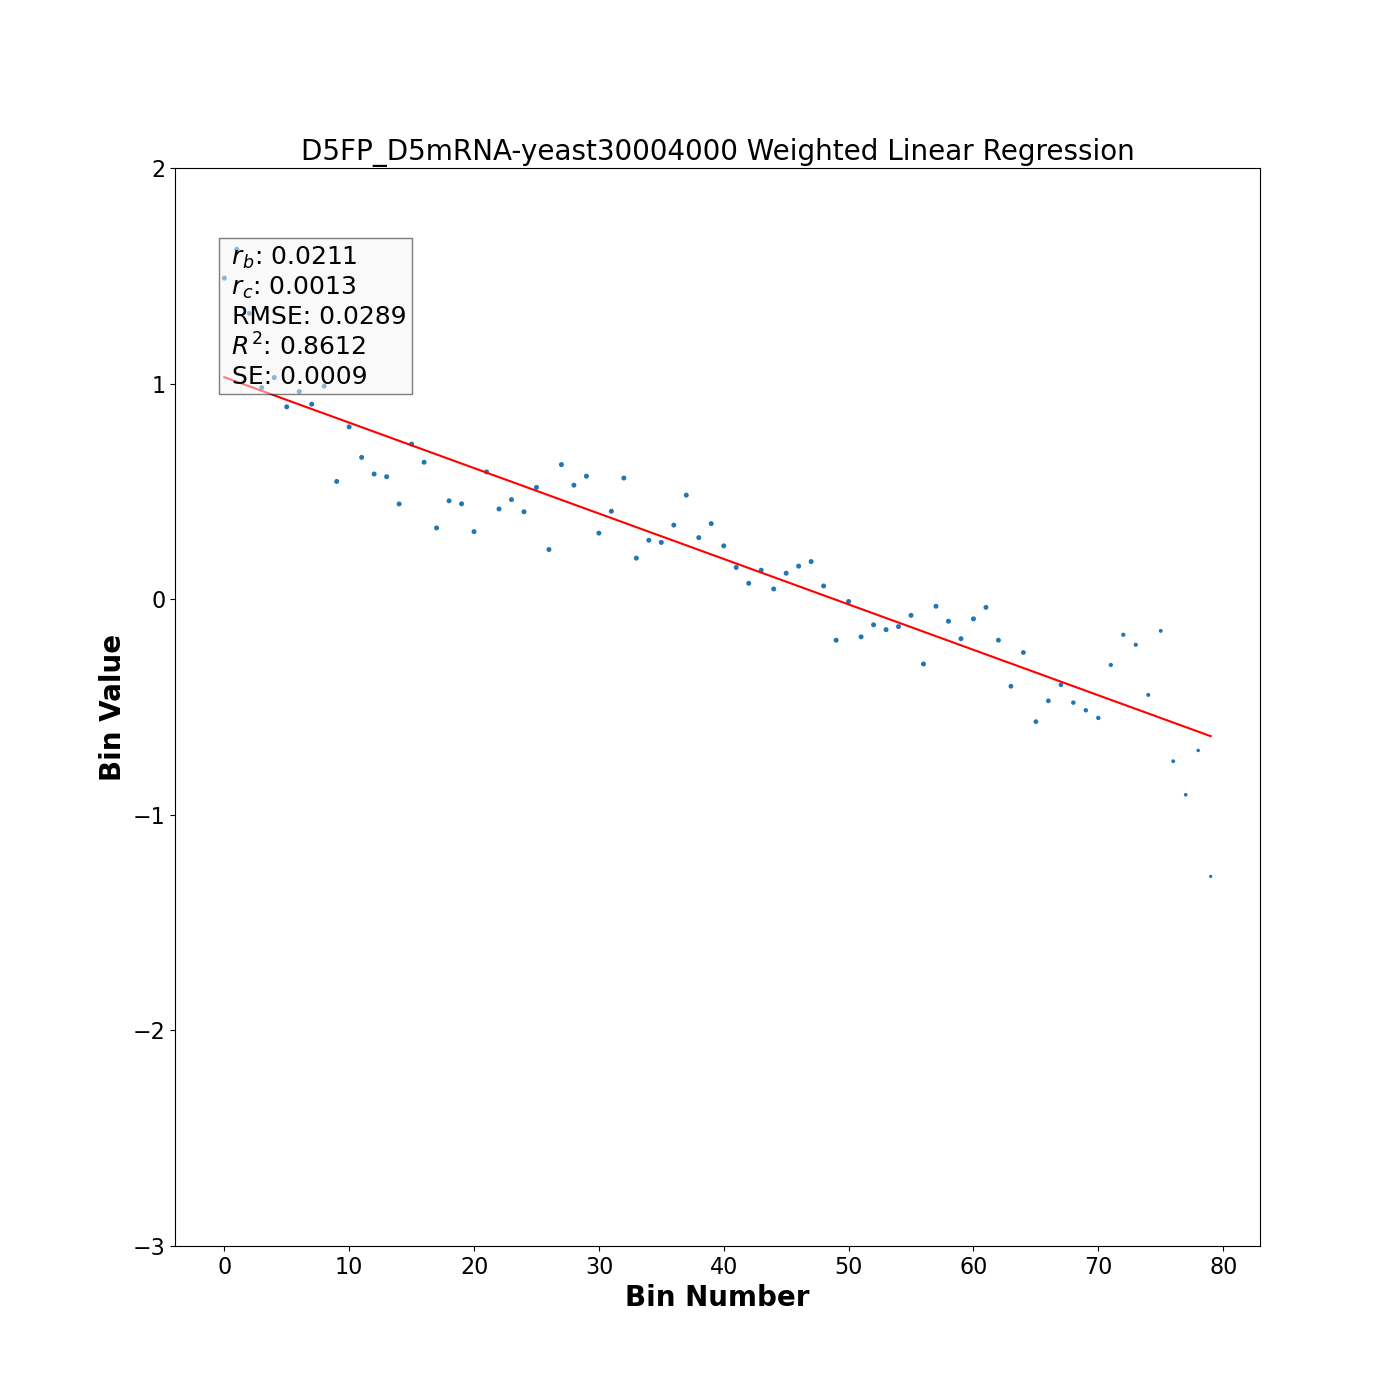 D5FP_D5mRNA-yeast30004000 Weighted Linear Regression
2
r_b: 0.0211
r_c: 0.0013
RMSE: 0.0289
R²: 0.8612
SE: 0.0009
1
0
−1
−2
−3
Bin Value
0 10 20 30 40 50 60 70 80
Bin Number